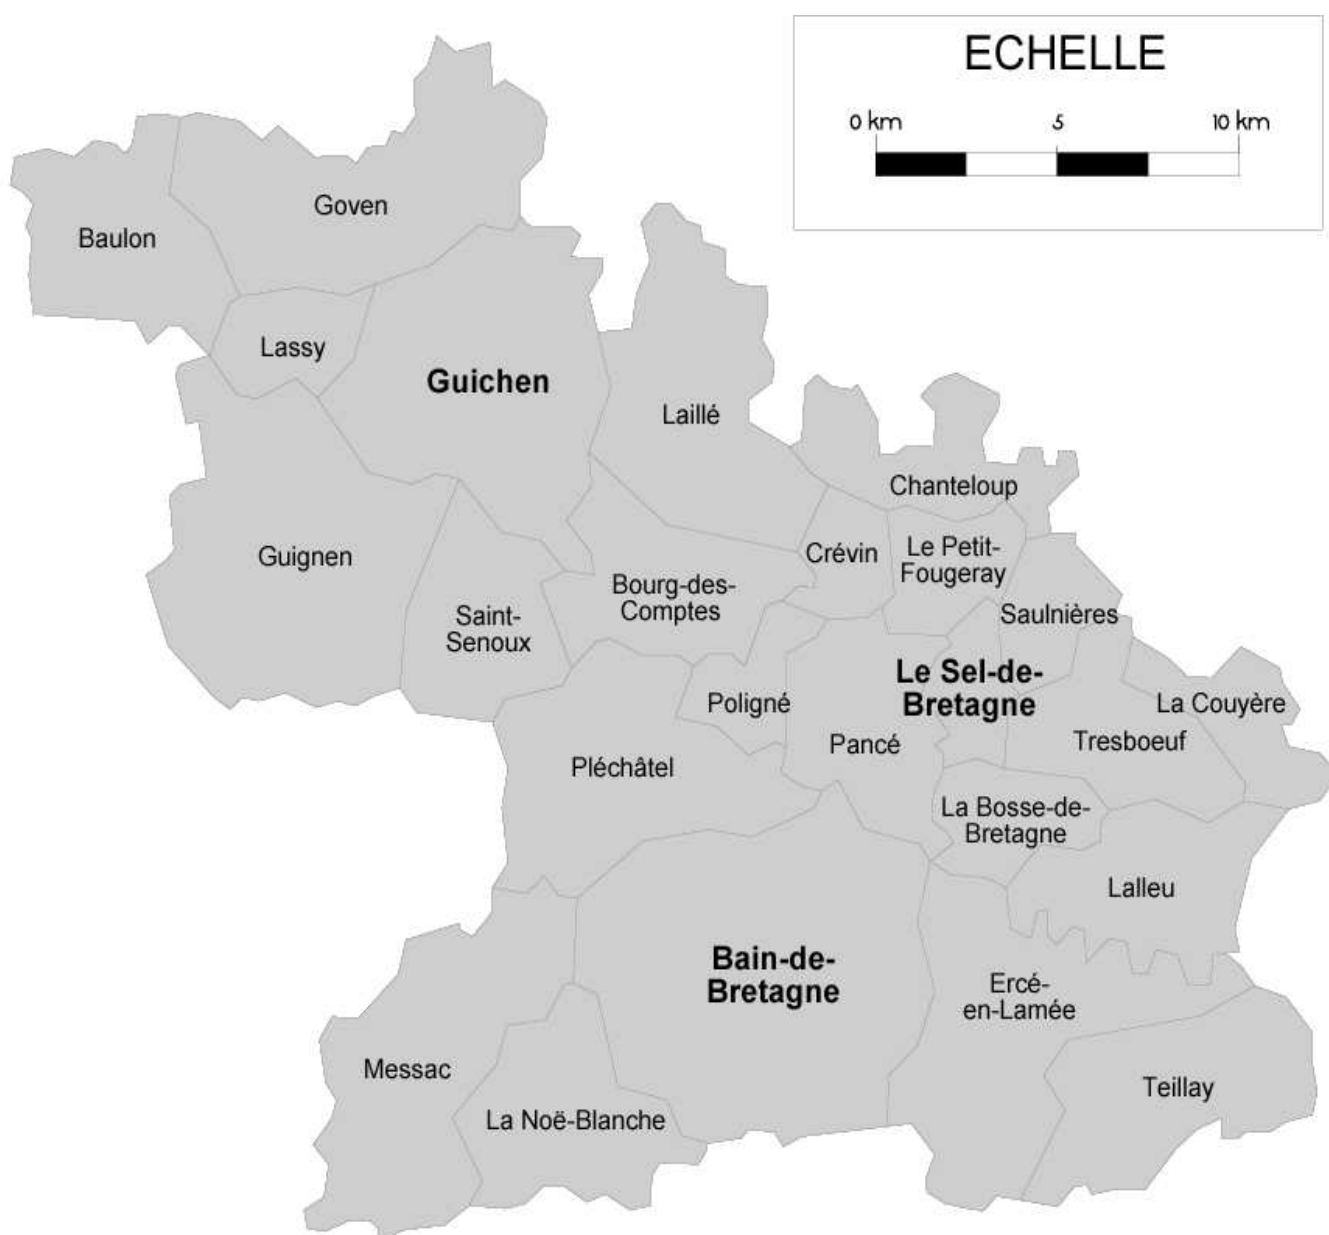 ECHELLE
0 km 5 10 km
Goven
Baulon
Lassy
Guichen
Laillé
Chanteloup
Guignen
Crévin
Le Petit-
Fougeray
Bourg-des-
Comptes
Saint-
Senoux
Saulnières
Le Sel-de-
Bretagne
Poligné
La Couyère
Pancé
Tresboeuf
Pléchâtel
La Bosse-de-
Bretagne
Lalleu
Bain-de-
Bretagne
Ercé-
en-Lamée
Messac
Teillay
La Noë-Blanche